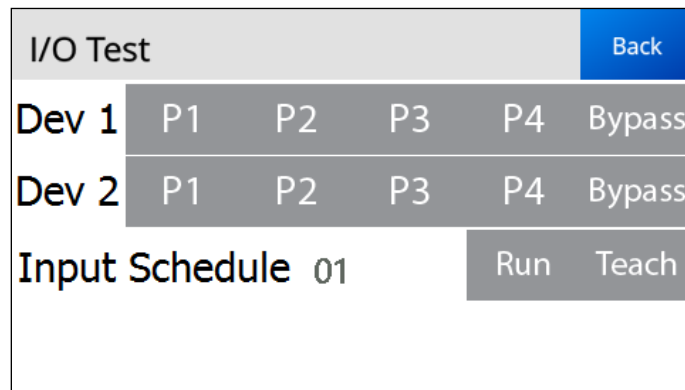 I/O Test Back
Dev 1 P1 P2 P3 P4 Bypass
Dev 2 P1 P2 P3 P4 Bypass
Input Schedule 01 Run Teach